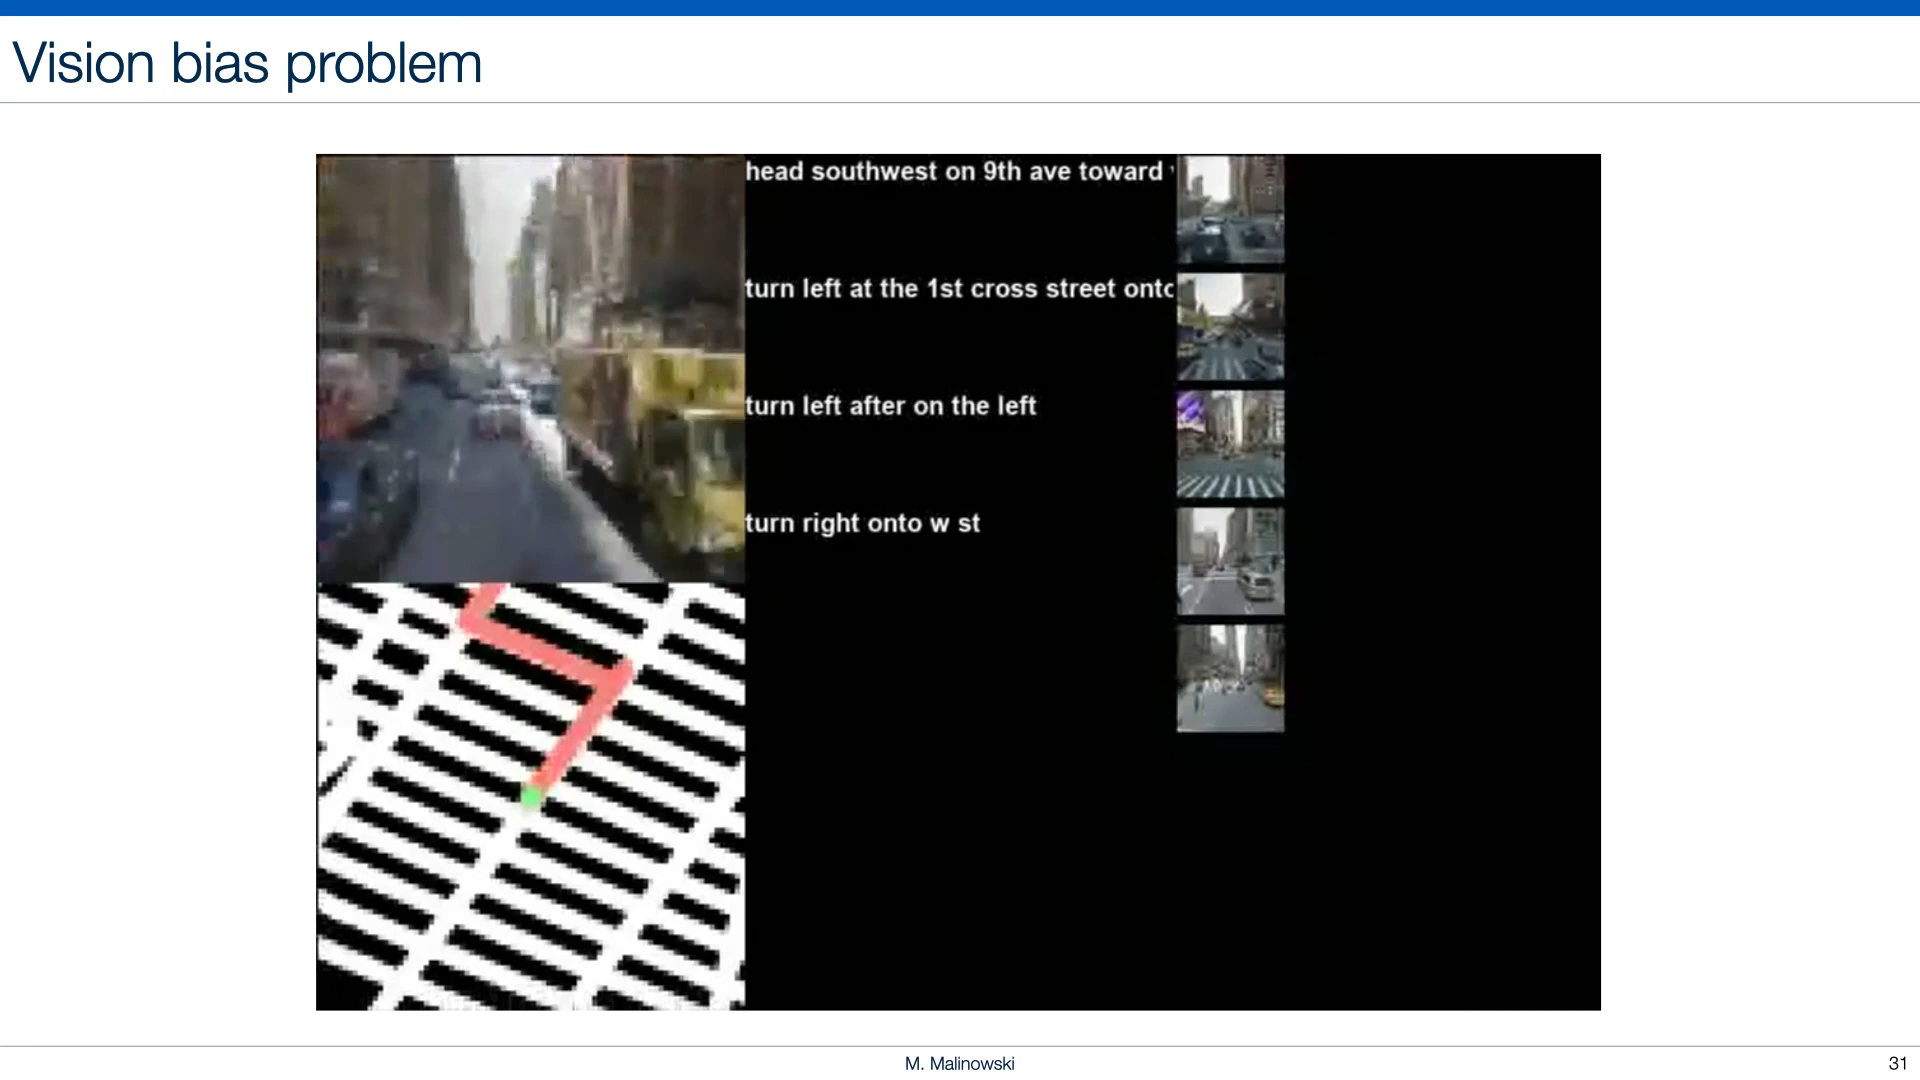 Vision bias problem
head southwest on 9th ave toward
turn left at the 1st cross street onto
turn left after on the left
turn right onto w st
M. Malinowski
31